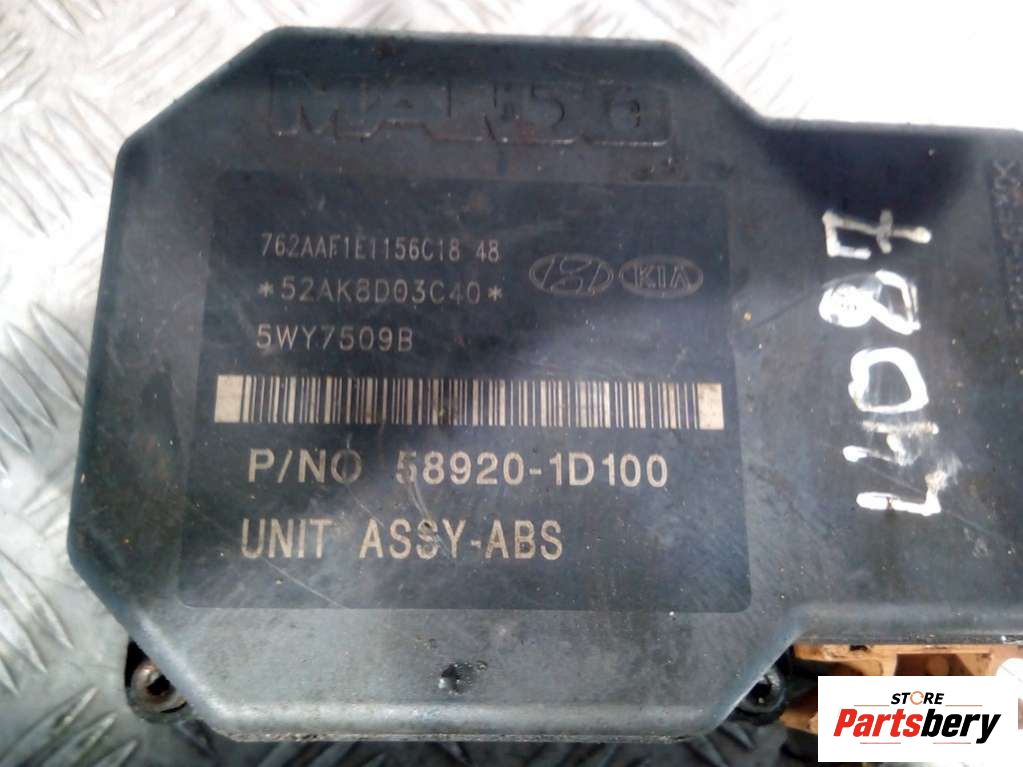 MANDO
762AAF1E1156C18 48
*52AK8D03C40*
KIA
5WY7509B
P/NO 58920-1D100
UNIT ASSY-ABS
STORE
Partsbery